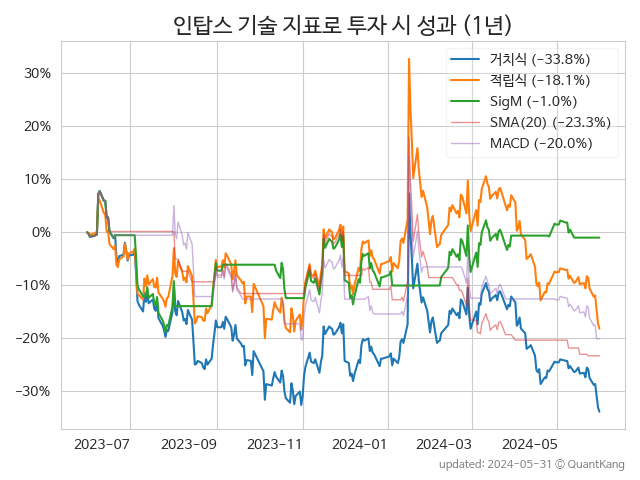 인탑스 기술 지표로 투자 시 성과 (1년)
거치식 (−33.8%)
적립식 (−18.1%)
SigM (−1.0%)
SMA(20) (−23.3%)
MACD (−20.0%)
30%
20%
10%
0%
−10%
−20%
−30%
2023-07 2023-09 2023-11 2024-01 2024-03 2024-05
updated: 2024-05-31 © QuantKang